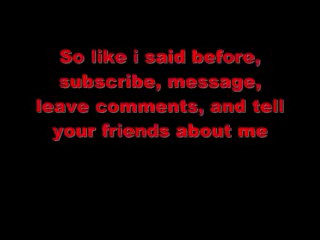 So like i said before,
subscribe, message,
leave comments, and tell
your friends about me